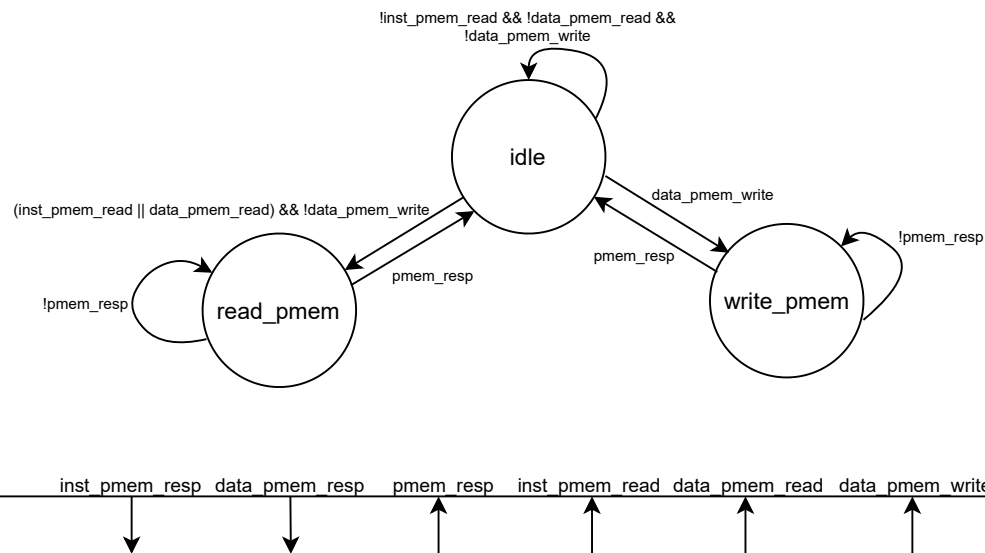 !inst_pmem_read && !data_pmem_read &&
!data_pmem_write
idle
data_pmem_write
(inst_pmem_read || data_pmem_read) && !data_pmem_write
!pmem_resp
pmem_resp
pmem_resp
!pmem_resp
read_pmem
write_pmem
inst_pmem_resp data_pmem_resp pmem_resp inst_pmem_read data_pmem_read data_pmem_write